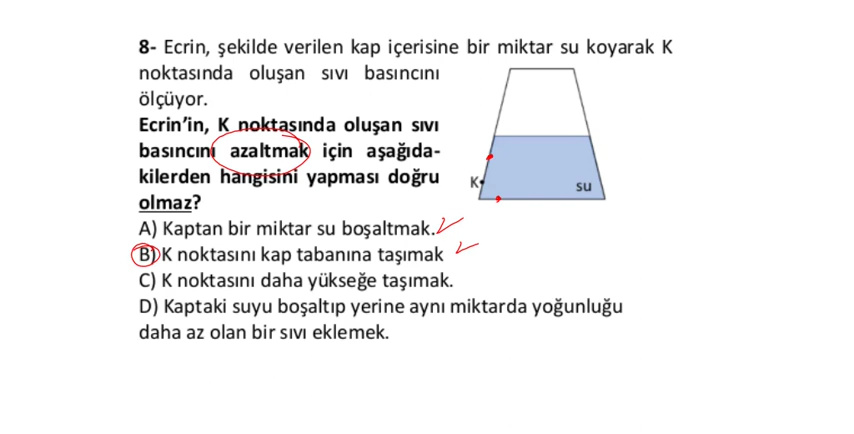 8- Ecrin, şekilde verilen kap içerisine bir miktar su koyarak K
noktasında oluşan sıvı basıncını
ölçüyor.
Ecrin’in, K noktasında oluşan sıvı
basıncını azaltmak için aşağıda-
kilerden hangisini yapması doğru
olmaz?
K
su
A) Kaptan bir miktar su boşaltmak.
B) K noktasını kap tabanına taşımak
C) K noktasını daha yükseğe taşımak.
D) Kaptaki suyu boşaltıp yerine aynı miktarda yoğunluğu
daha az olan bir sıvı eklemek.